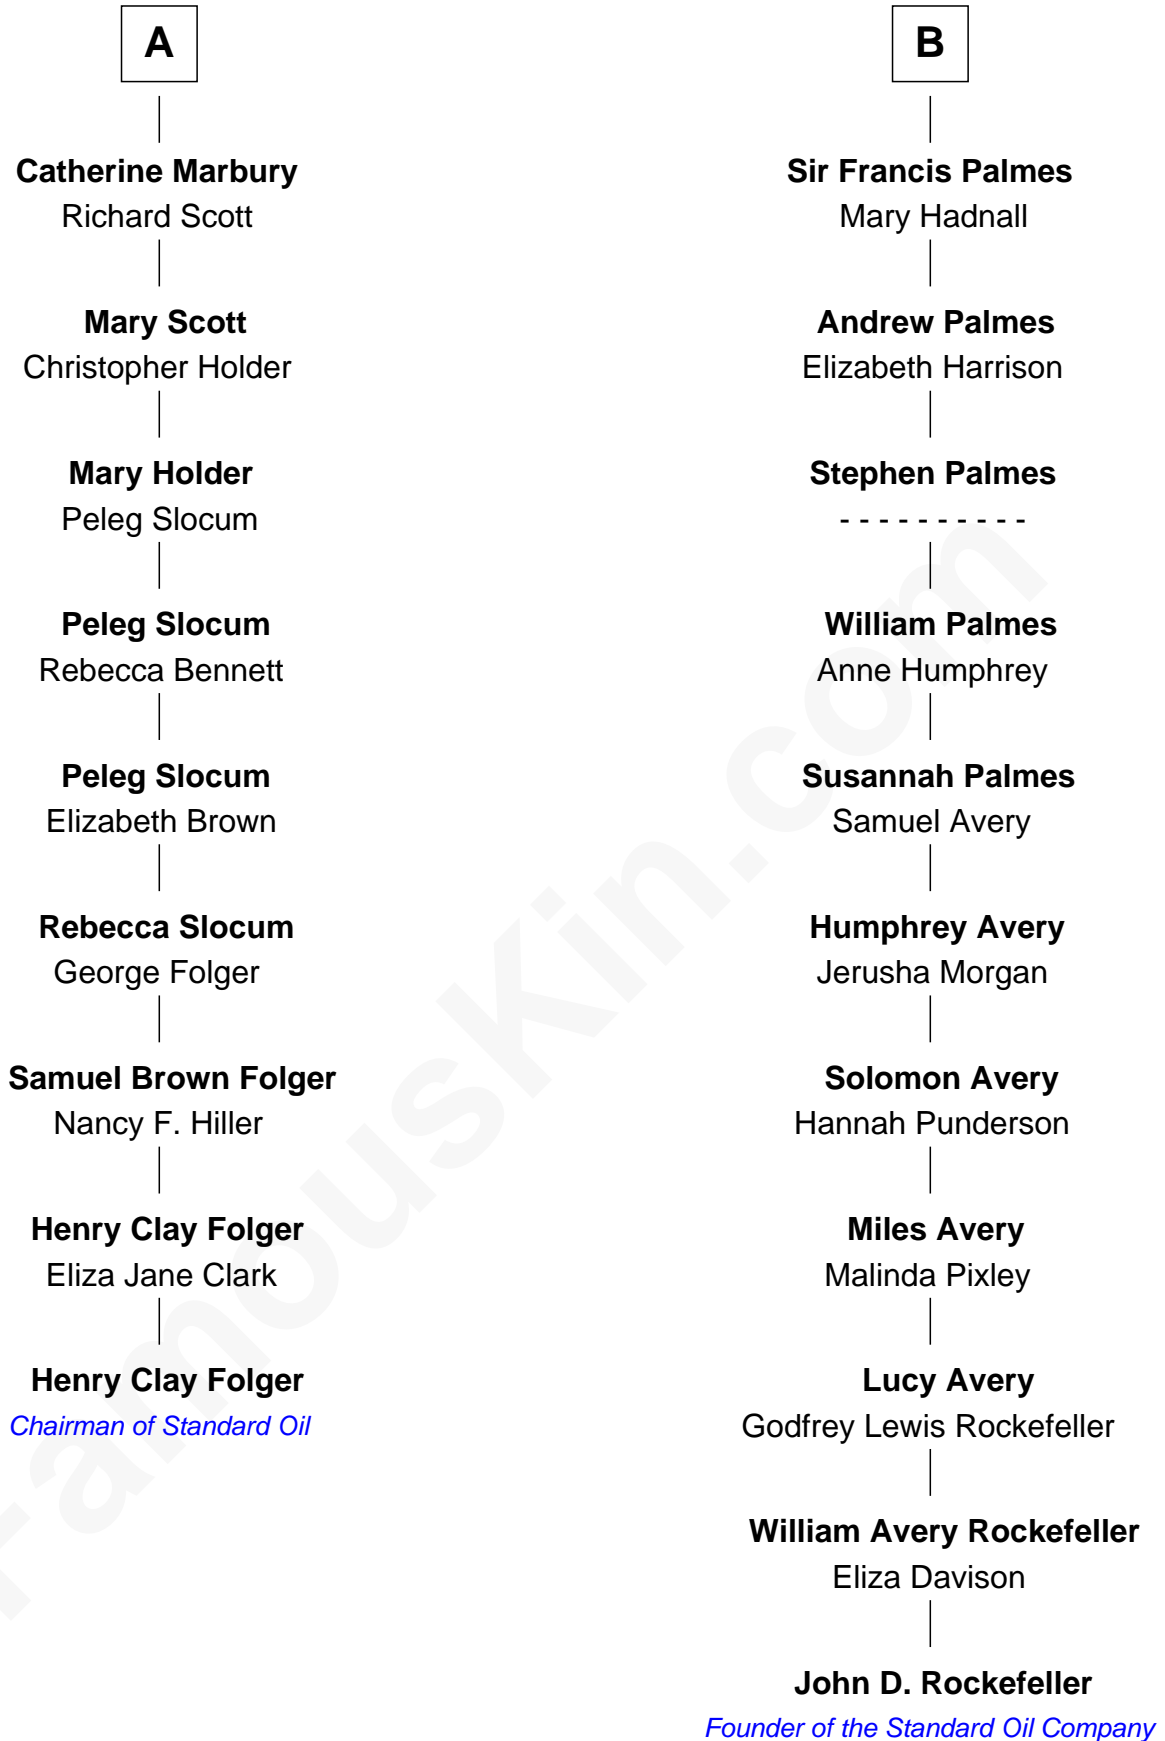 A
Catherine Marbury
Richard Scott
Mary Scott
Christopher Holder
Mary Holder
Peleg Slocum
Peleg Slocum
Rebecca Bennett
Peleg Slocum
Elizabeth Brown
Rebecca Slocum
George Folger
Samuel Brown Folger
Nancy F. Hiller
Henry Clay Folger
Eliza Jane Clark
Henry Clay Folger
Chairman of Standard Oil
B
Sir Francis Palmes
Mary Hadnall
Andrew Palmes
Elizabeth Harrison
Stephen Palmes
- - - - - - - - - -
William Palmes
Anne Humphrey
Susannah Palmes
Samuel Avery
Humphrey Avery
Jerusha Morgan
Solomon Avery
Hannah Punderson
Miles Avery
Malinda Pixley
Lucy Avery
Godfrey Lewis Rockefeller
William Avery Rockefeller
Eliza Davison
John D. Rockefeller
Founder of the Standard Oil Company
FamousKin.com